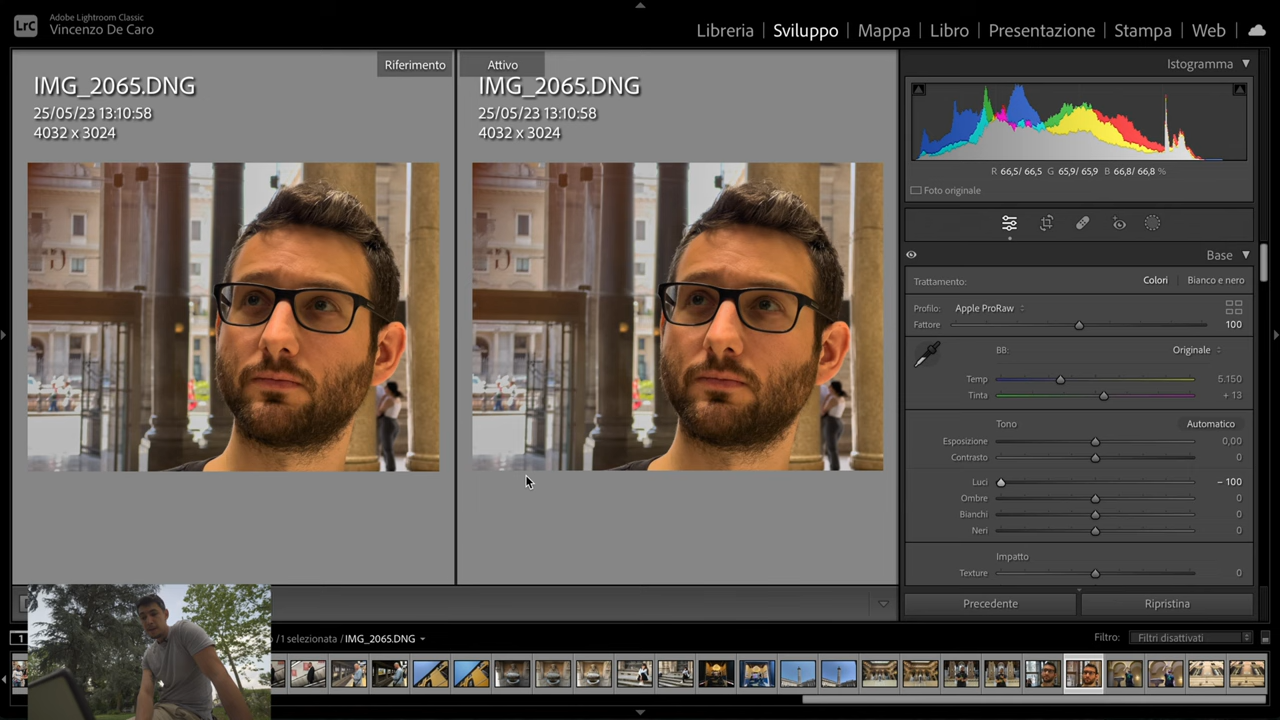 LrC
Adobe Lightroom Classic
Vincenzo De Caro
Libreria | Sviluppo | Mappa | Libro | Presentazione | Stampa | Web
Riferimento
IMG_2065.DNG
25/05/23 13:10:58
4032 x 3024
Attivo
IMG_2065.DNG
25/05/23 13:10:58
4032 x 3024
Istogramma
R 66,5/ 66,5 G 65,9/ 65,9 B 66,8/ 66,8 %
Foto originale
Base
Trattamento: Colori | Bianco e nero
Profilo: Apple ProRaw
Fattore 100
BB: Originale
Temp 5.150
Tinta + 13
Tono Automatico
Esposizione 0,00
Contrasto 0
Luci – 100
Ombre 0
Bianchi 0
Neri 0
Impatto
Texture 0
Precedente Ripristina
1
/1 selezionata / IMG_2065.DNG
Filtro: Filtri disattivati